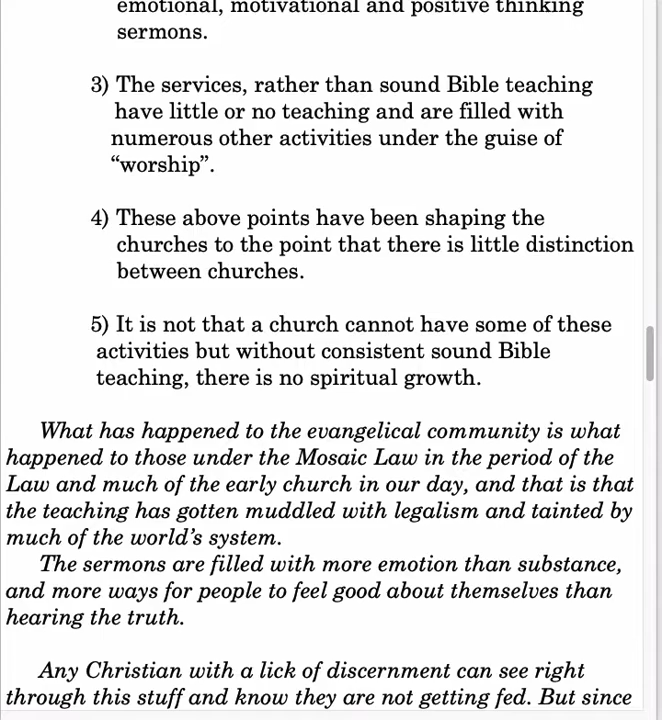 emotional, motivational and positive thinking
sermons.
3) The services, rather than sound Bible teaching
have little or no teaching and are filled with
numerous other activities under the guise of
“worship”.
4) These above points have been shaping the
churches to the point that there is little distinction
between churches.
5) It is not that a church cannot have some of these
activities but without consistent sound Bible
teaching, there is no spiritual growth.
What has happened to the evangelical community is what
happened to those under the Mosaic Law in the period of the
Law and much of the early church in our day, and that is that
the teaching has gotten muddled with legalism and tainted by
much of the world’s system.
The sermons are filled with more emotion than substance,
and more ways for people to feel good about themselves than
hearing the truth.
Any Christian with a lick of discernment can see right
through this stuff and know they are not getting fed. But since